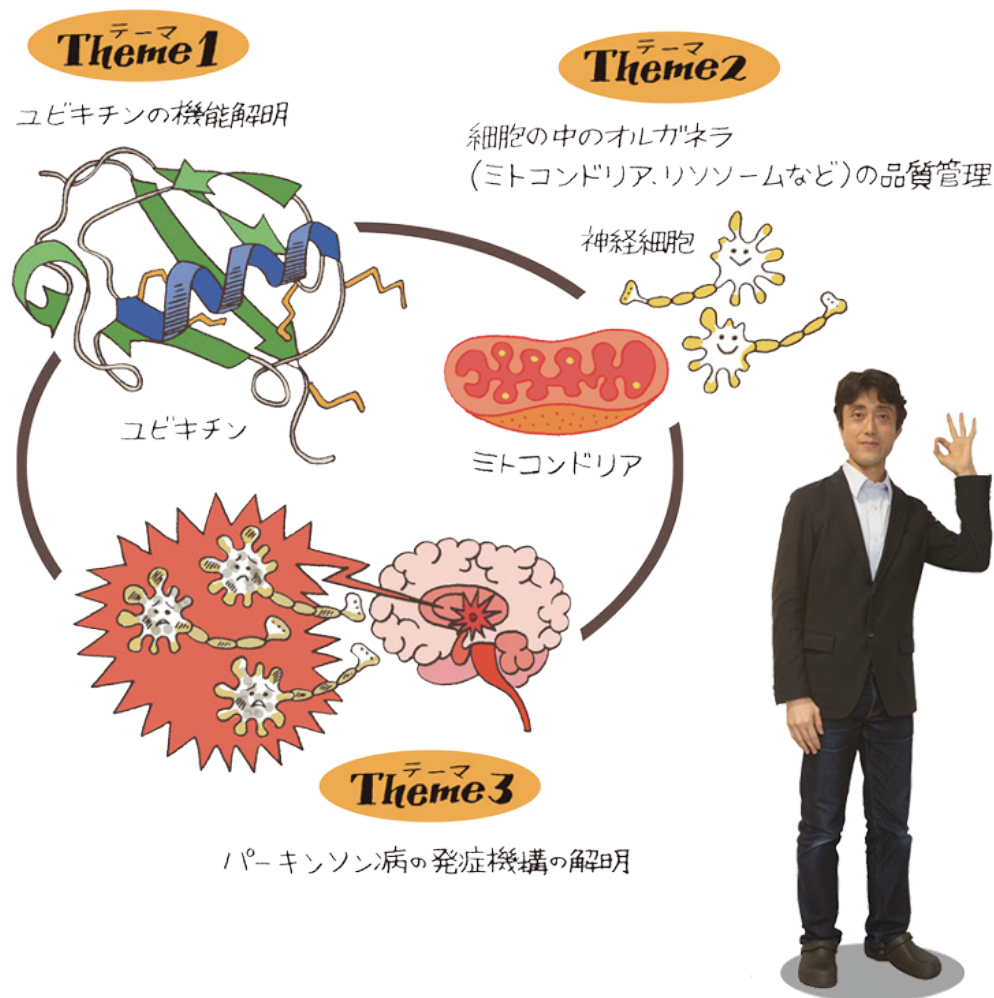 テーマ
Theme1
ユビキチンの機能解明
ユビキチン
テーマ
Theme2
細胞の中のオルガネラ
(ミトコンドリア、リソソームなど)の品質管理
神経細胞
ミトコンドリア
テーマ
Theme3
パーキンソン病の発症機構の解明